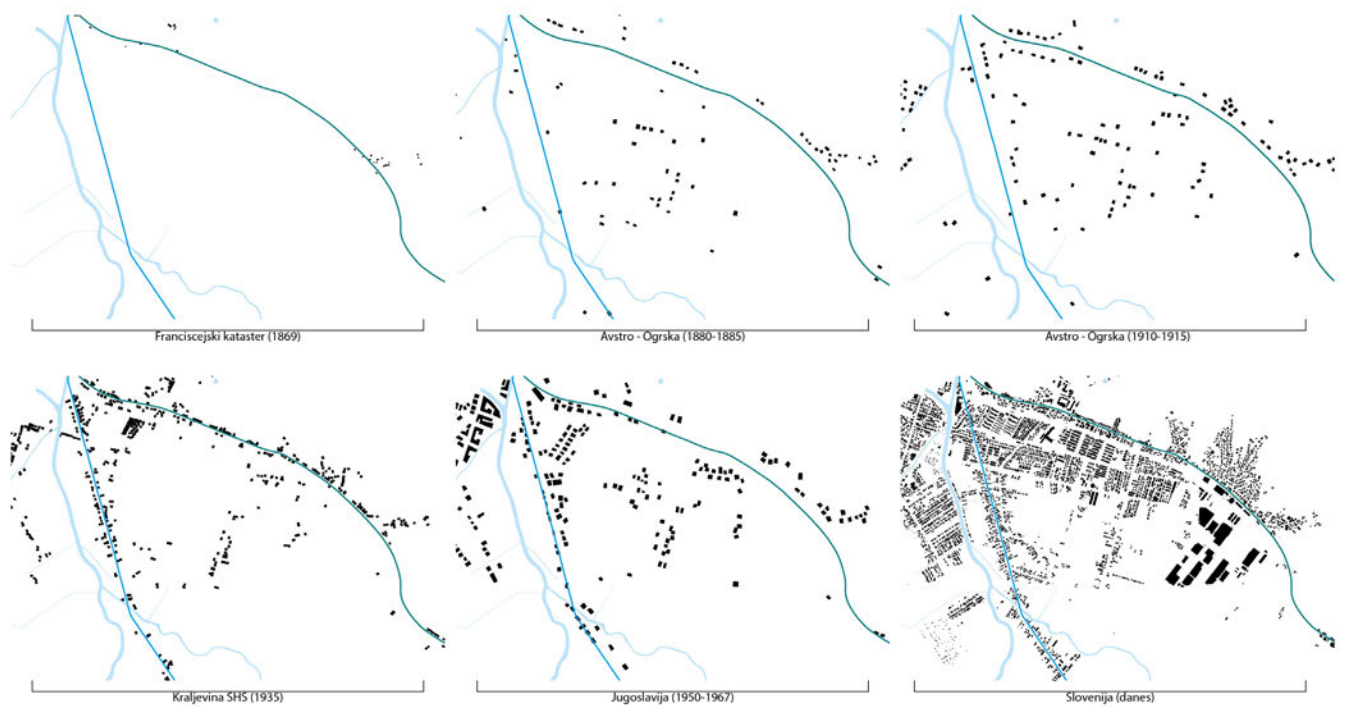 Franciscejski kataster (1869)
Avstro - Ogrska (1880-1885)
Avstro - Ogrska (1910-1915)
Kraljevina SHS (1935)
Jugoslavija (1950-1967)
Slovenija (danes)